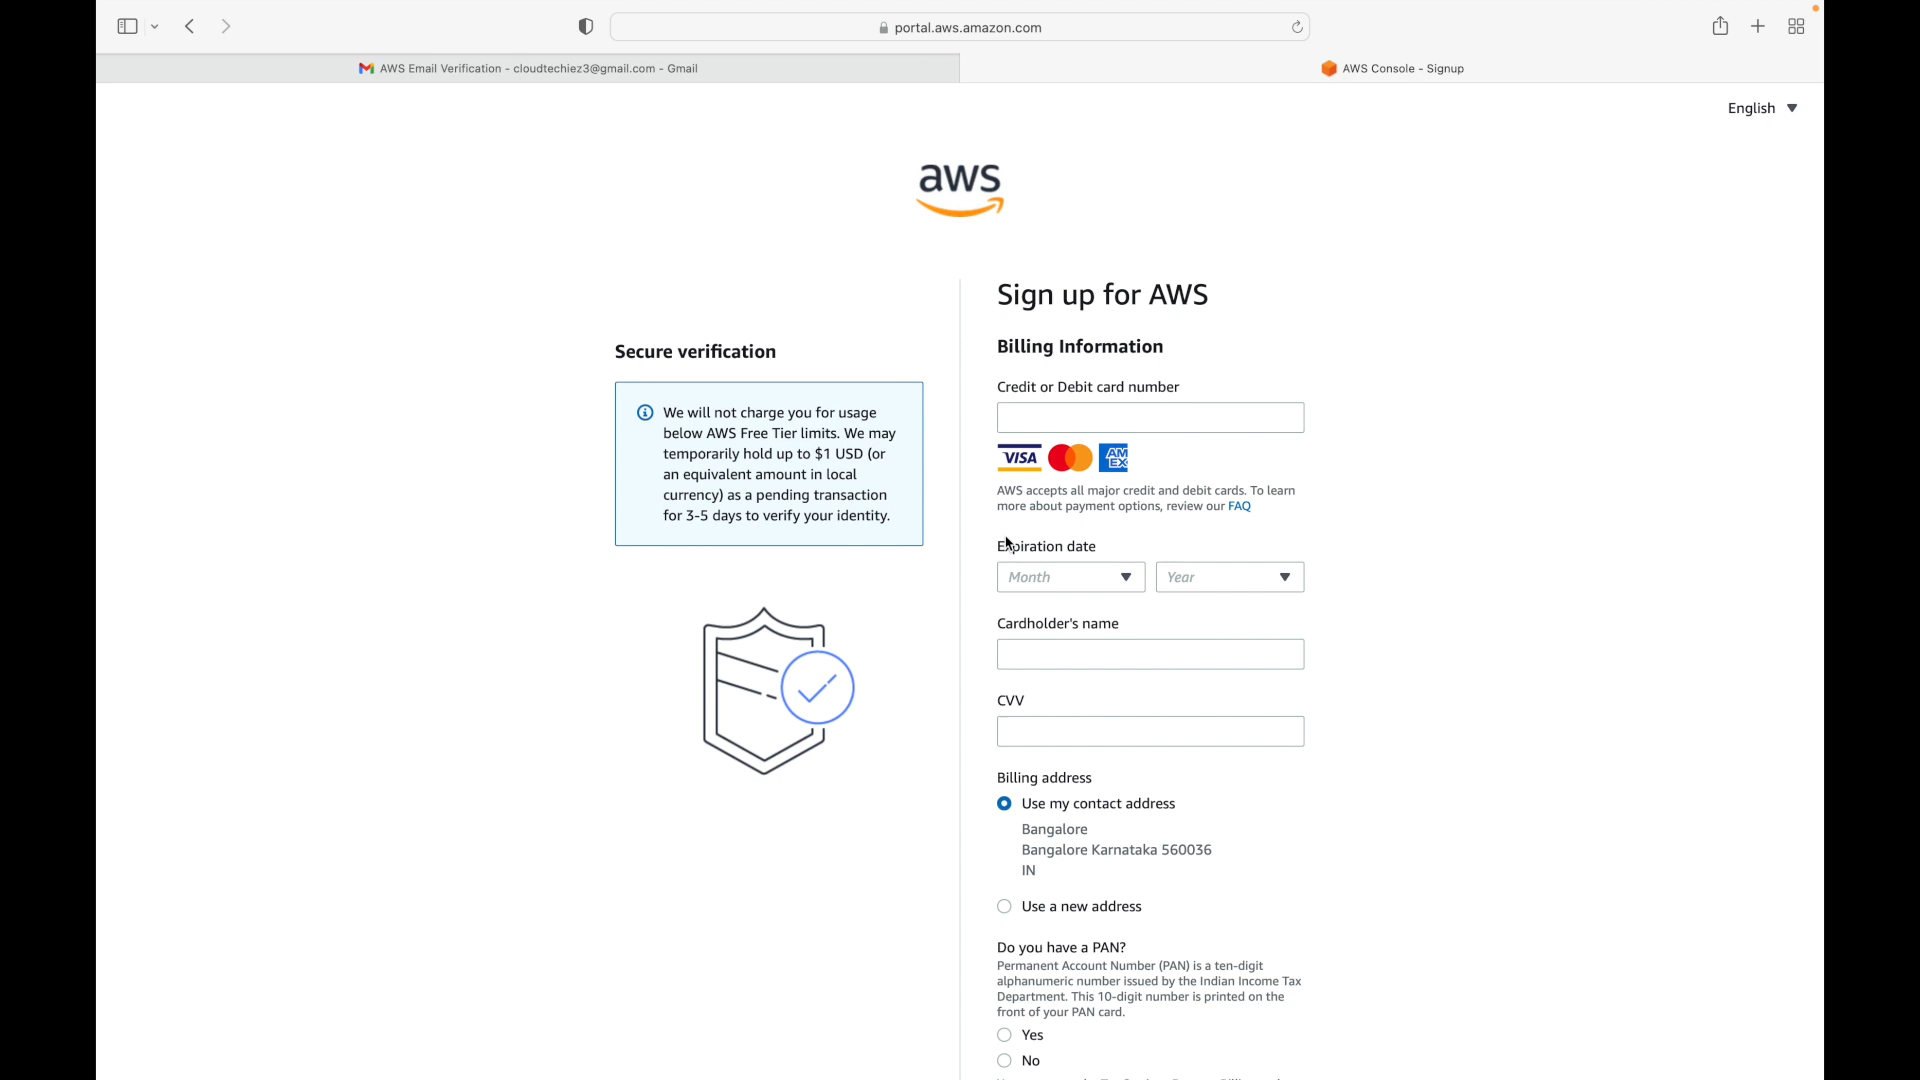 portal.aws.amazon.com
AWS Email Verification - cloudtechiez3@gmail.com - Gmail
AWS Console - Signup
English
aws
Sign up for AWS
Secure verification
We will not charge you for usage
below AWS Free Tier limits. We may
temporarily hold up to $1 USD (or
an equivalent amount in local
currency) as a pending transaction
for 3-5 days to verify your identity.
Billing Information
Credit or Debit card number
VISA
AM
EX
AWS accepts all major credit and debit cards. To learn
more about payment options, review our FAQ
Expiration date
Month
Year
Cardholder's name
CVV
Billing address
Use my contact address
Bangalore
Bangalore Karnataka 560036
IN
Use a new address
Do you have a PAN?
Permanent Account Number (PAN) is a ten-digit
alphanumeric number issued by the Indian Income Tax
Department. This 10-digit number is printed on the
front of your PAN card.
Yes
No